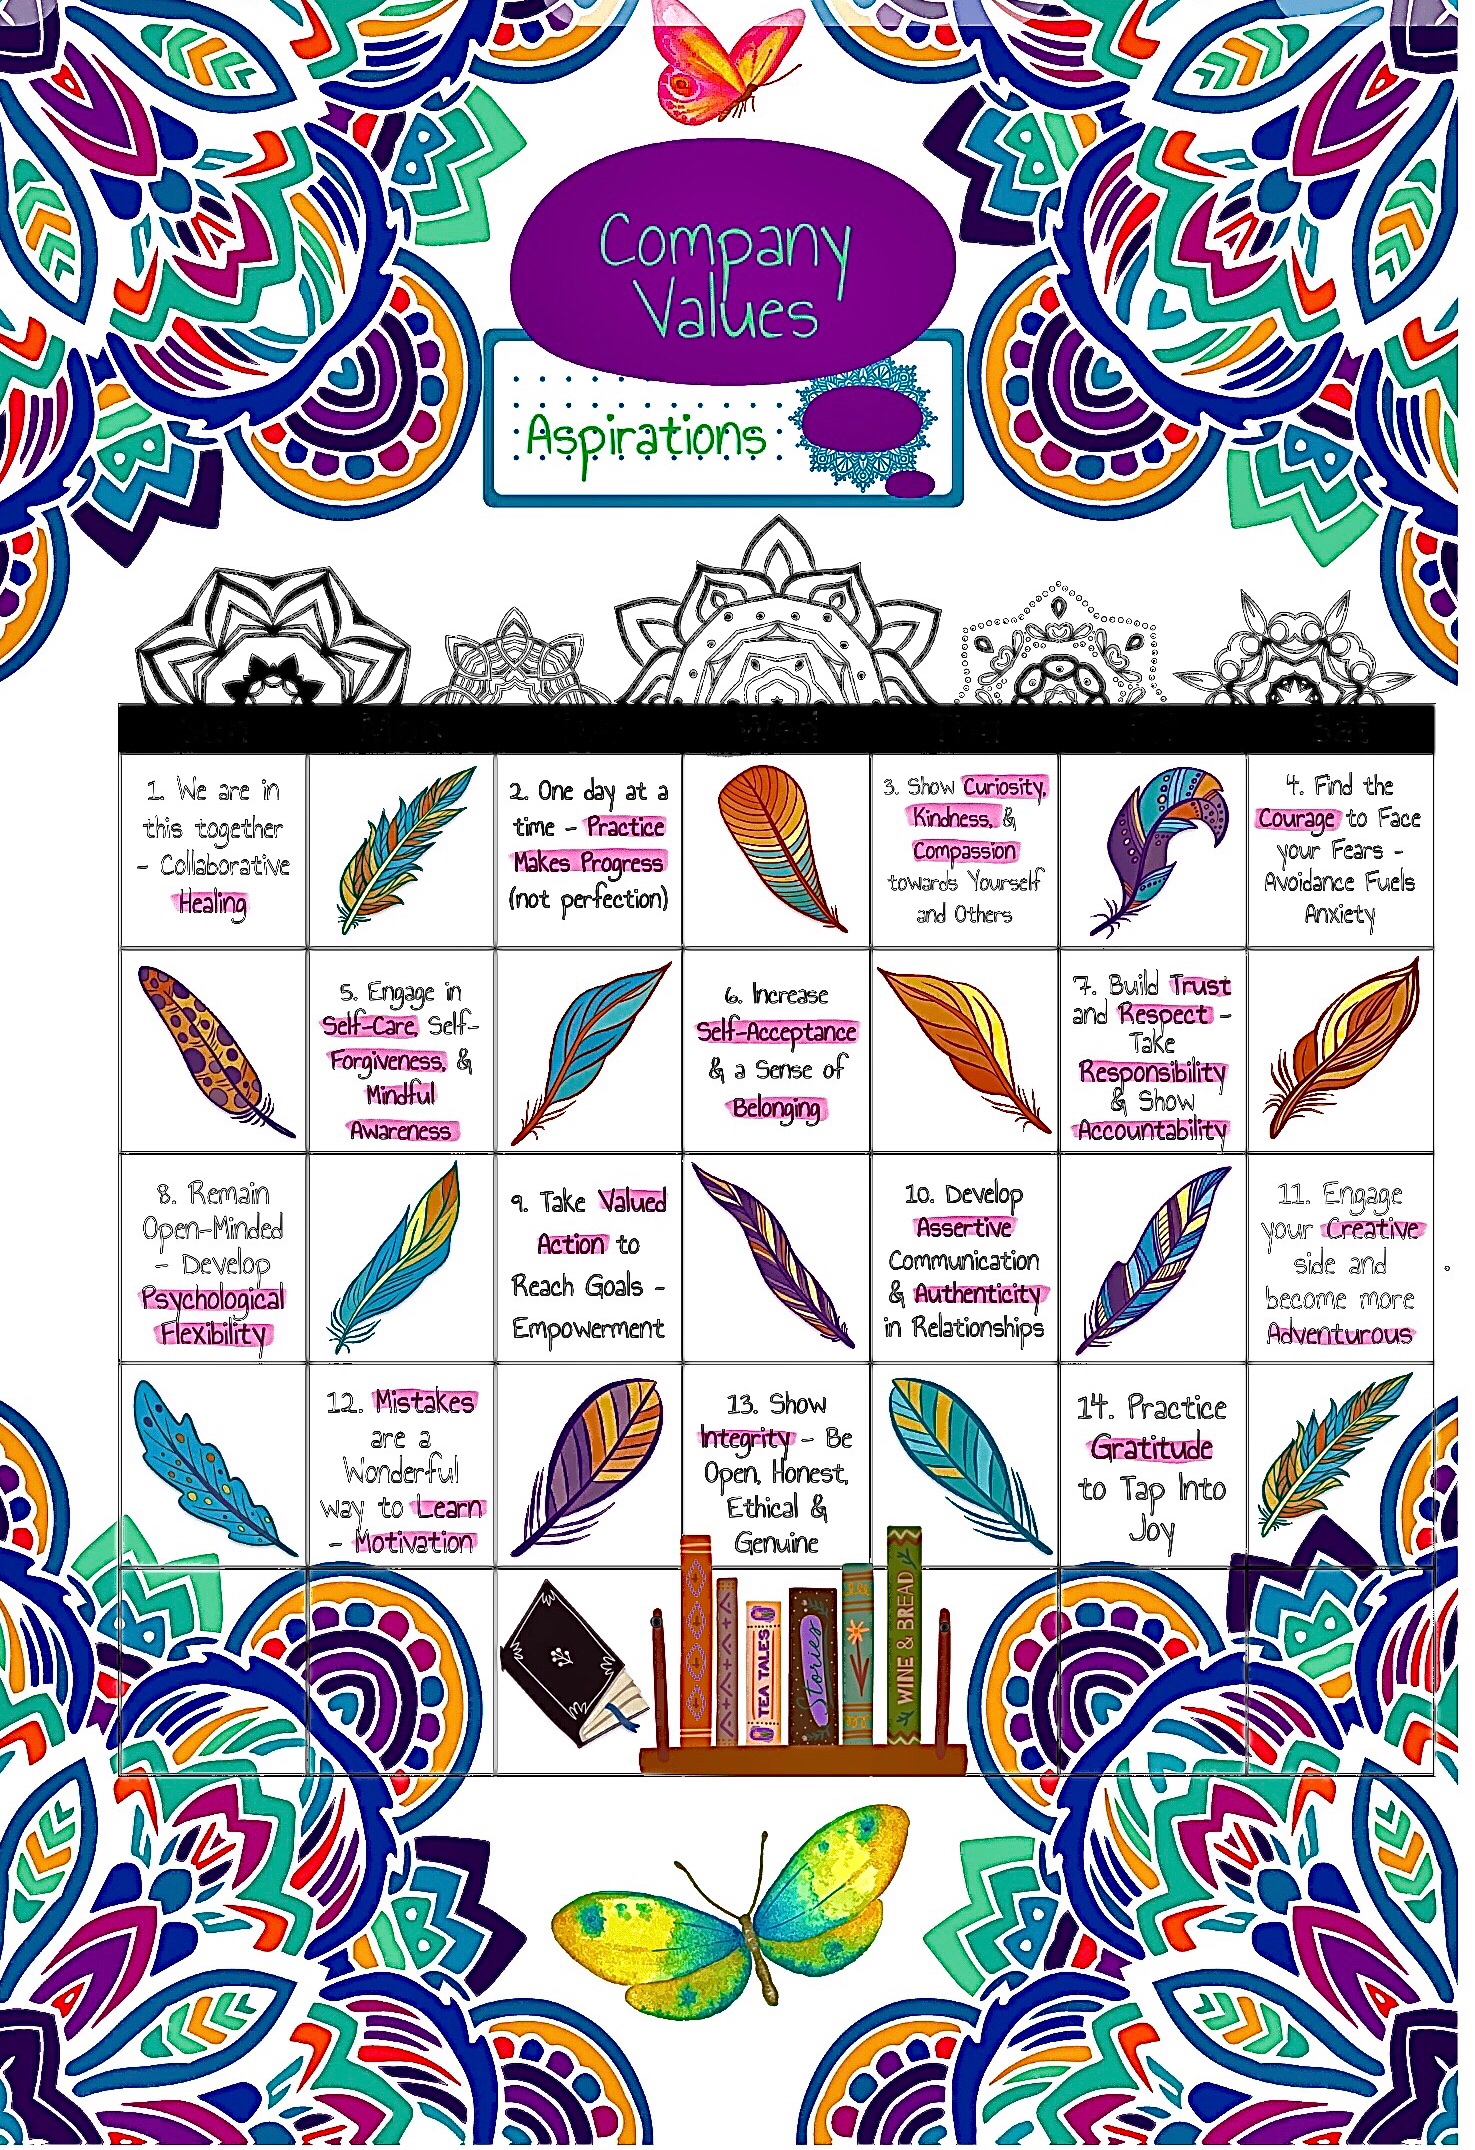 Company
Values
Aspirations
Wed
1. We are in
this together
- Collaborative
Healing
2. One day at a
time - Practice
Makes Progress
(not perfection)
3. Show Curiosity,
Kindness, &
Compassion
towards Yourself
and Others
4. Find the
Courage to Face
your Fears -
Avoidance Fuels
Anxiety
5. Engage in
Self-Care, Self-
Forgiveness, &
Mindful
Awareness
6. Increase
Self-Acceptance
& a Sense of
Belonging
7. Build Trust
and Respect -
Take
Responsibility
& Show
Accountability
8. Remain
Open-Minded
- Develop
Psychological
Flexibility
9. Take Valued
Action to
Reach Goals -
Empowerment
10. Develop
Assertive
Communication
& Authenticity
in Relationships
11. Engage
your Creative
side and
become more
Adventurous
12. Mistakes
are a
Wonderful
way to Learn
- Motivation
13. Show
Integrity - Be
Open, Honest,
Ethical &
Genuine
14. Practice
Gratitude
to Tap Into
Joy
TEA TALES
Stories
WINE & BREAD